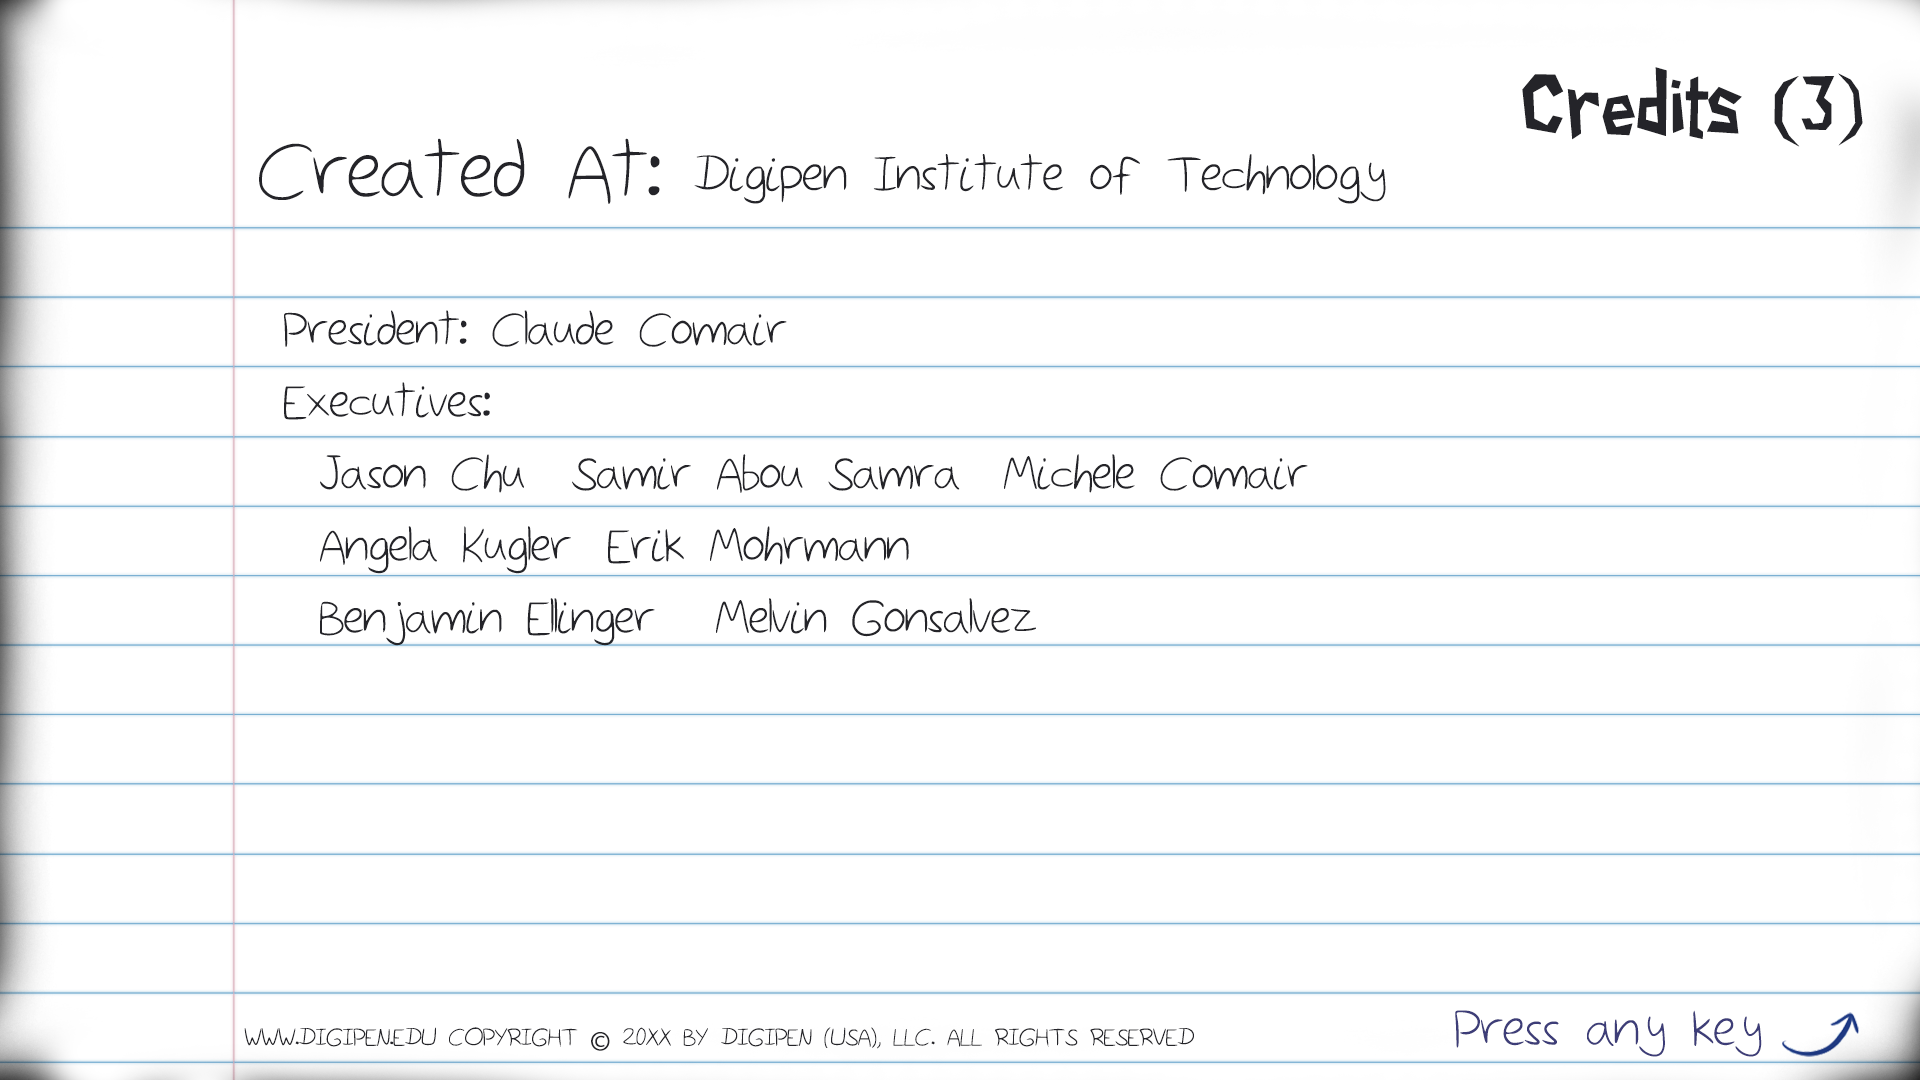 Credits (3)
Created At: Digipen Institute of Technology
President: Claude Comair
Executives:
Jason Chu Samir Abou Samra Michele Comair
Angela Kugler Erik Mohrmann
Benjamin Ellinger Melvin Gonsalvez
WWW.DIGIPEN.EDU COPYRIGHT © 20XX BY DIGIPEN (USA), LLC. ALL RIGHTS RESERVED
Press any key